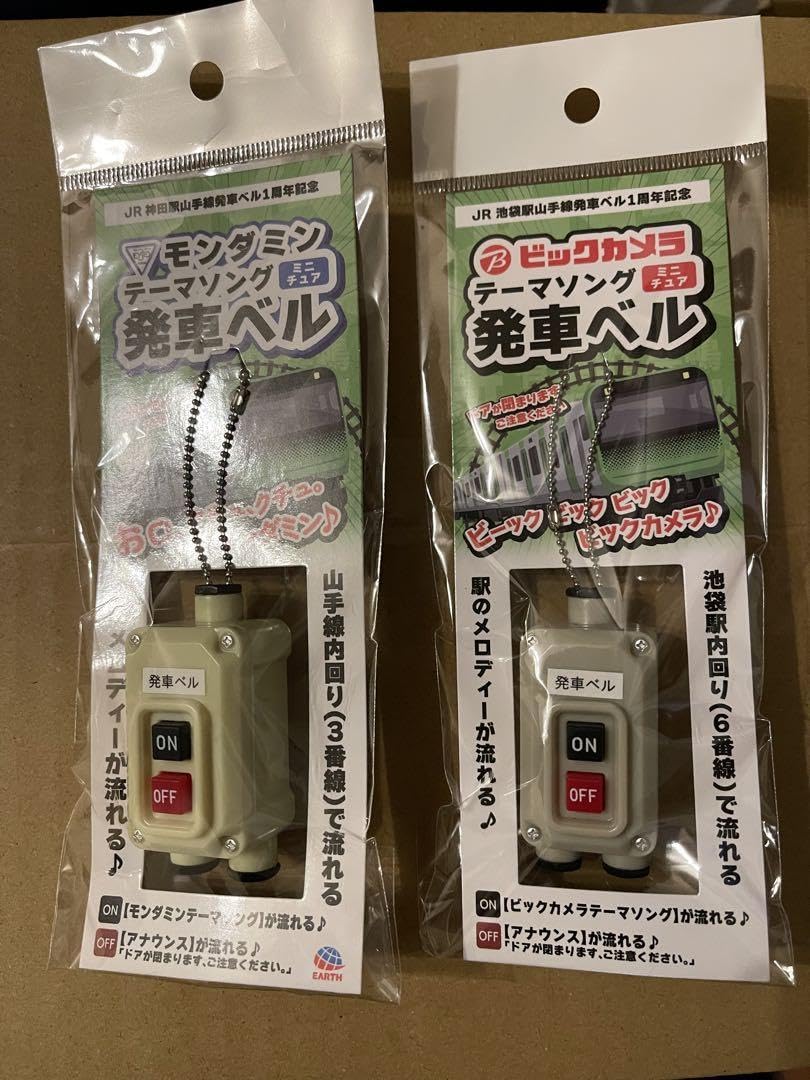 JR 神田駅山手線発車ベル1周年記念
モンダミン
テーマソング
ミニ
チュア
発車ベル
お口
クチュ。
ダミン♪
山手線内回り(3番線)で流れる
ディーが流れる♪
発車ベル
ON
OFF
ON【モンダミンテーマソング】が流れる♪
OFF【アナウンス】が流れる♪
「ドアが閉まります、ご注意ください。」
EARTH
JR 池袋駅山手線発車ベル1周年記念
B ビックカメラ
テーマソング
ミニ
チュア
発車ベル
ドアが閉まります
ご注意ください
ビーック ビック ビック
ビックカメラ♪
池袋駅内回り(6番線)で流れる
駅のメロディーが流れる♪
発車ベル
ON
OFF
ON【ビックカメラテーマソング】が流れる♪
OFF【アナウンス】が流れる♪
「ドアが閉まります、ご注意ください。」